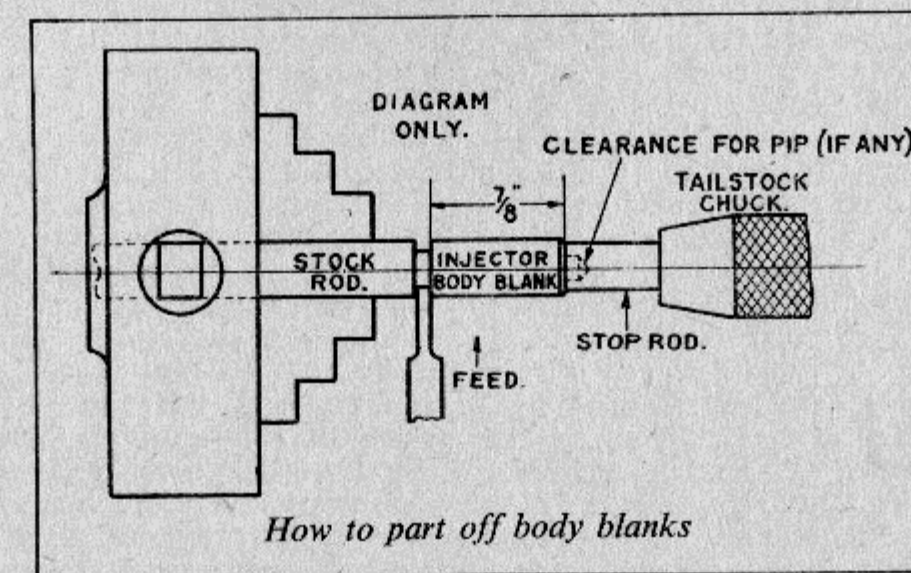 DIAGRAM
ONLY.
CLEARANCE FOR PIP (IF ANY)
TAILSTOCK
CHUCK.
7/8"
STOCK
ROD.
INJECTOR
BODY BLANK
STOP ROD.
FEED.
How to part off body blanks